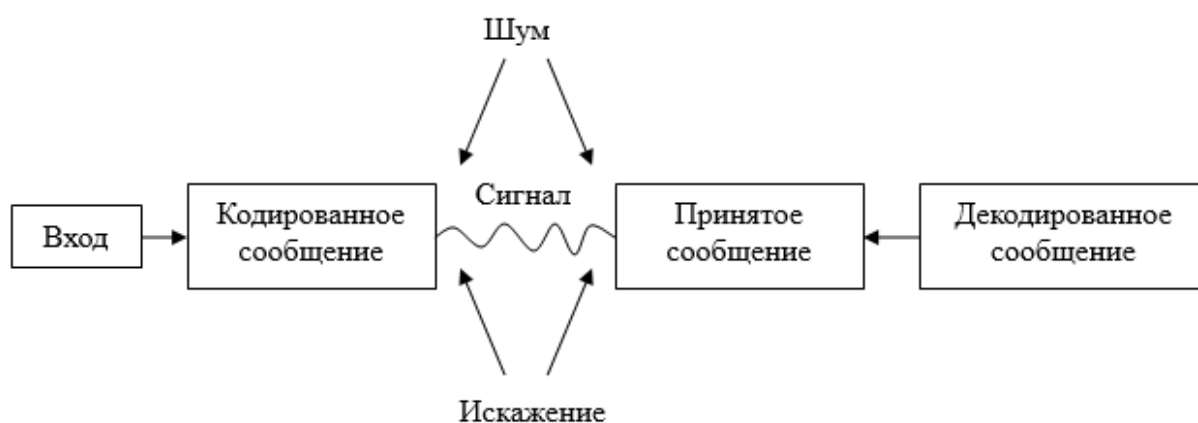 Шум
Сигнал
Вход
Кодированное
сообщение
Принятое
сообщение
Декодированное
сообщение
Искажение